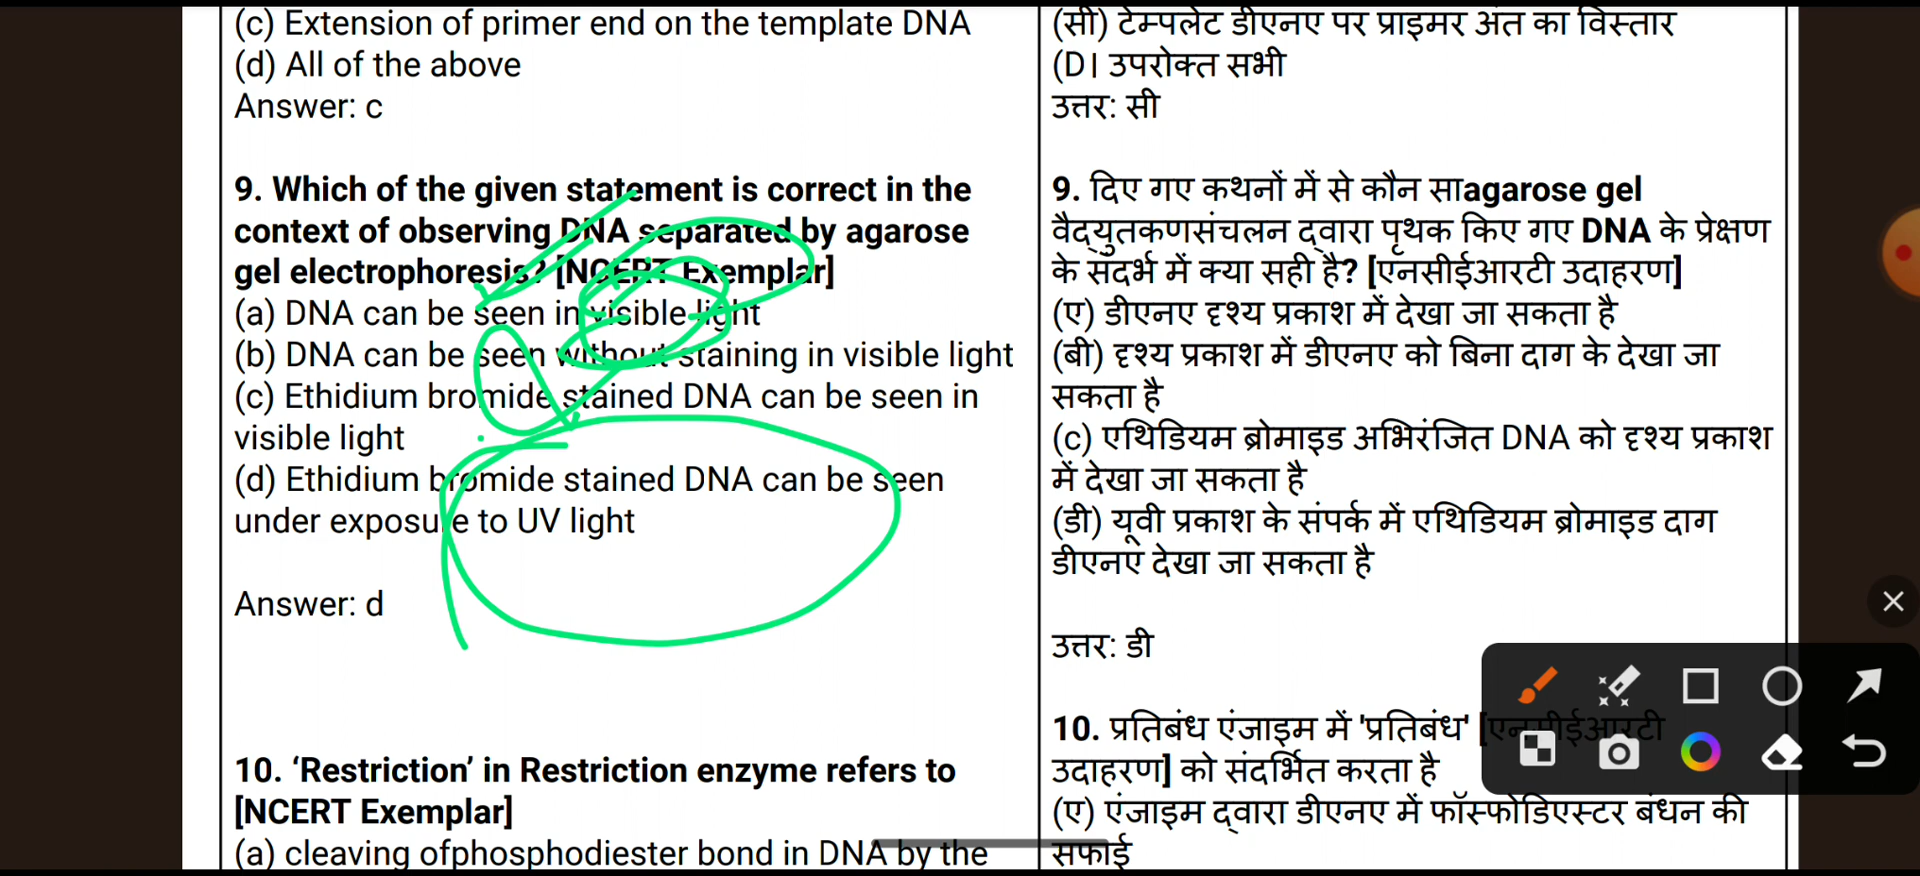 (c) Extension of primer end on the template DNA
(d) All of the above
Answer: c
9. Which of the given statement is correct in the
context of observing DNA separated by agarose
gel electrophoresis? [NCERT Exemplar]
(a) DNA can be seen in visible light
(b) DNA can be seen without staining in visible light
(c) Ethidium bromide stained DNA can be seen in
visible light
(d) Ethidium bromide stained DNA can be seen
under exposure to UV light
Answer: d
10. ‘Restriction’ in Restriction enzyme refers to
[NCERT Exemplar]
(a) cleaving ofphosphodiester bond in DNA by the
(सी) टेम्पलेट डीएनए पर प्राइमर अंत का विस्तार
(D| उपरोक्त सभी
उत्तर: सी
9. दिए गए कथनों में से कौन साagarose gel
वैद्युतकणसंचलन द्वारा पृथक किए गए DNA के प्रेक्षण
के संदर्भ में क्या सही है? [एनसीईआरटी उदाहरण]
(ए) डीएनए दृश्य प्रकाश में देखा जा सकता है
(बी) दृश्य प्रकाश में डीएनए को बिना दाग के देखा जा
सकता है
(c) एथिडियम ब्रोमाइड अभिरंजित DNA को दृश्य प्रकाश
में देखा जा सकता है
(डी) यूवी प्रकाश के संपर्क में एथिडियम ब्रोमाइड दाग
डीएनए देखा जा सकता है
उत्तर: डी
10. प्रतिबंध एंजाइम में 'प्रतिबंध' [एनसीईआरटी
उदाहरण] को संदर्भित करता है
(ए) एंजाइम द्वारा डीएनए में फॉस्फोडिएस्टर बंधन की
सफाई